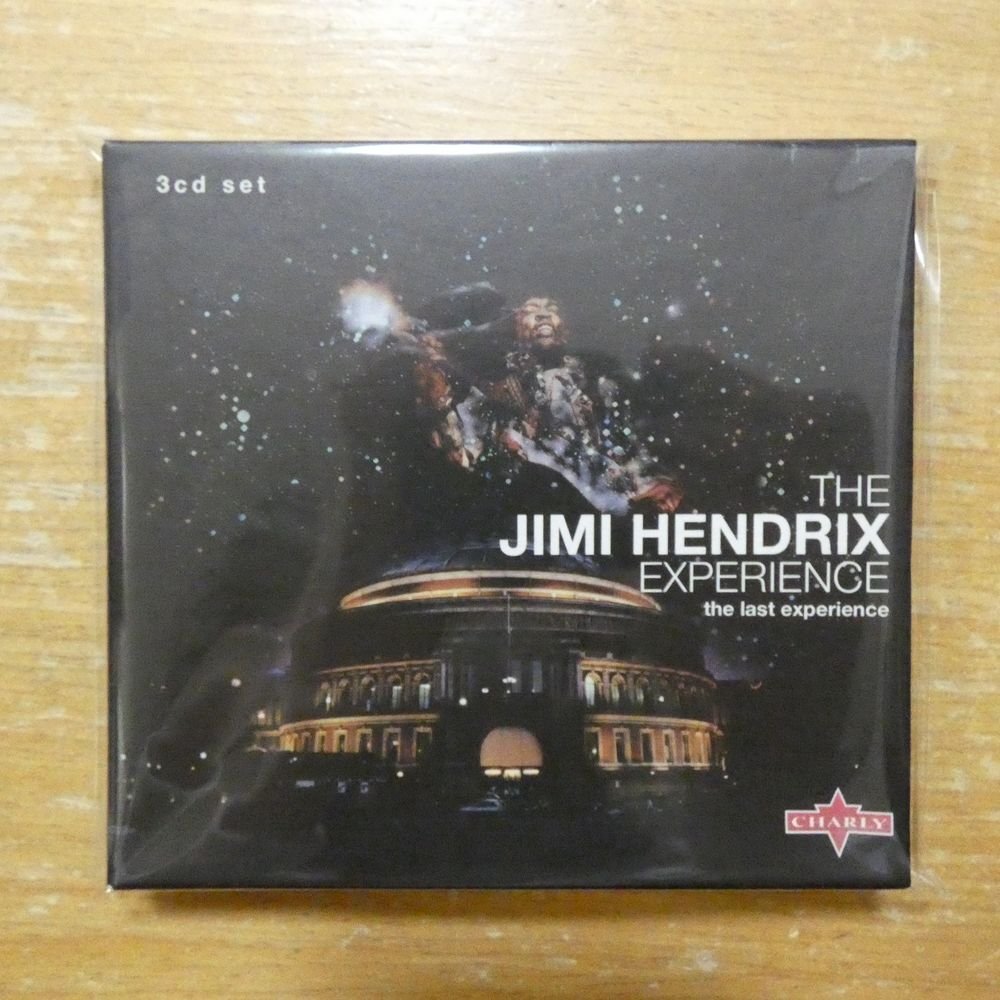 3cd set
THE
JIMI HENDRIX
EXPERIENCE
the last experience
CHARLY